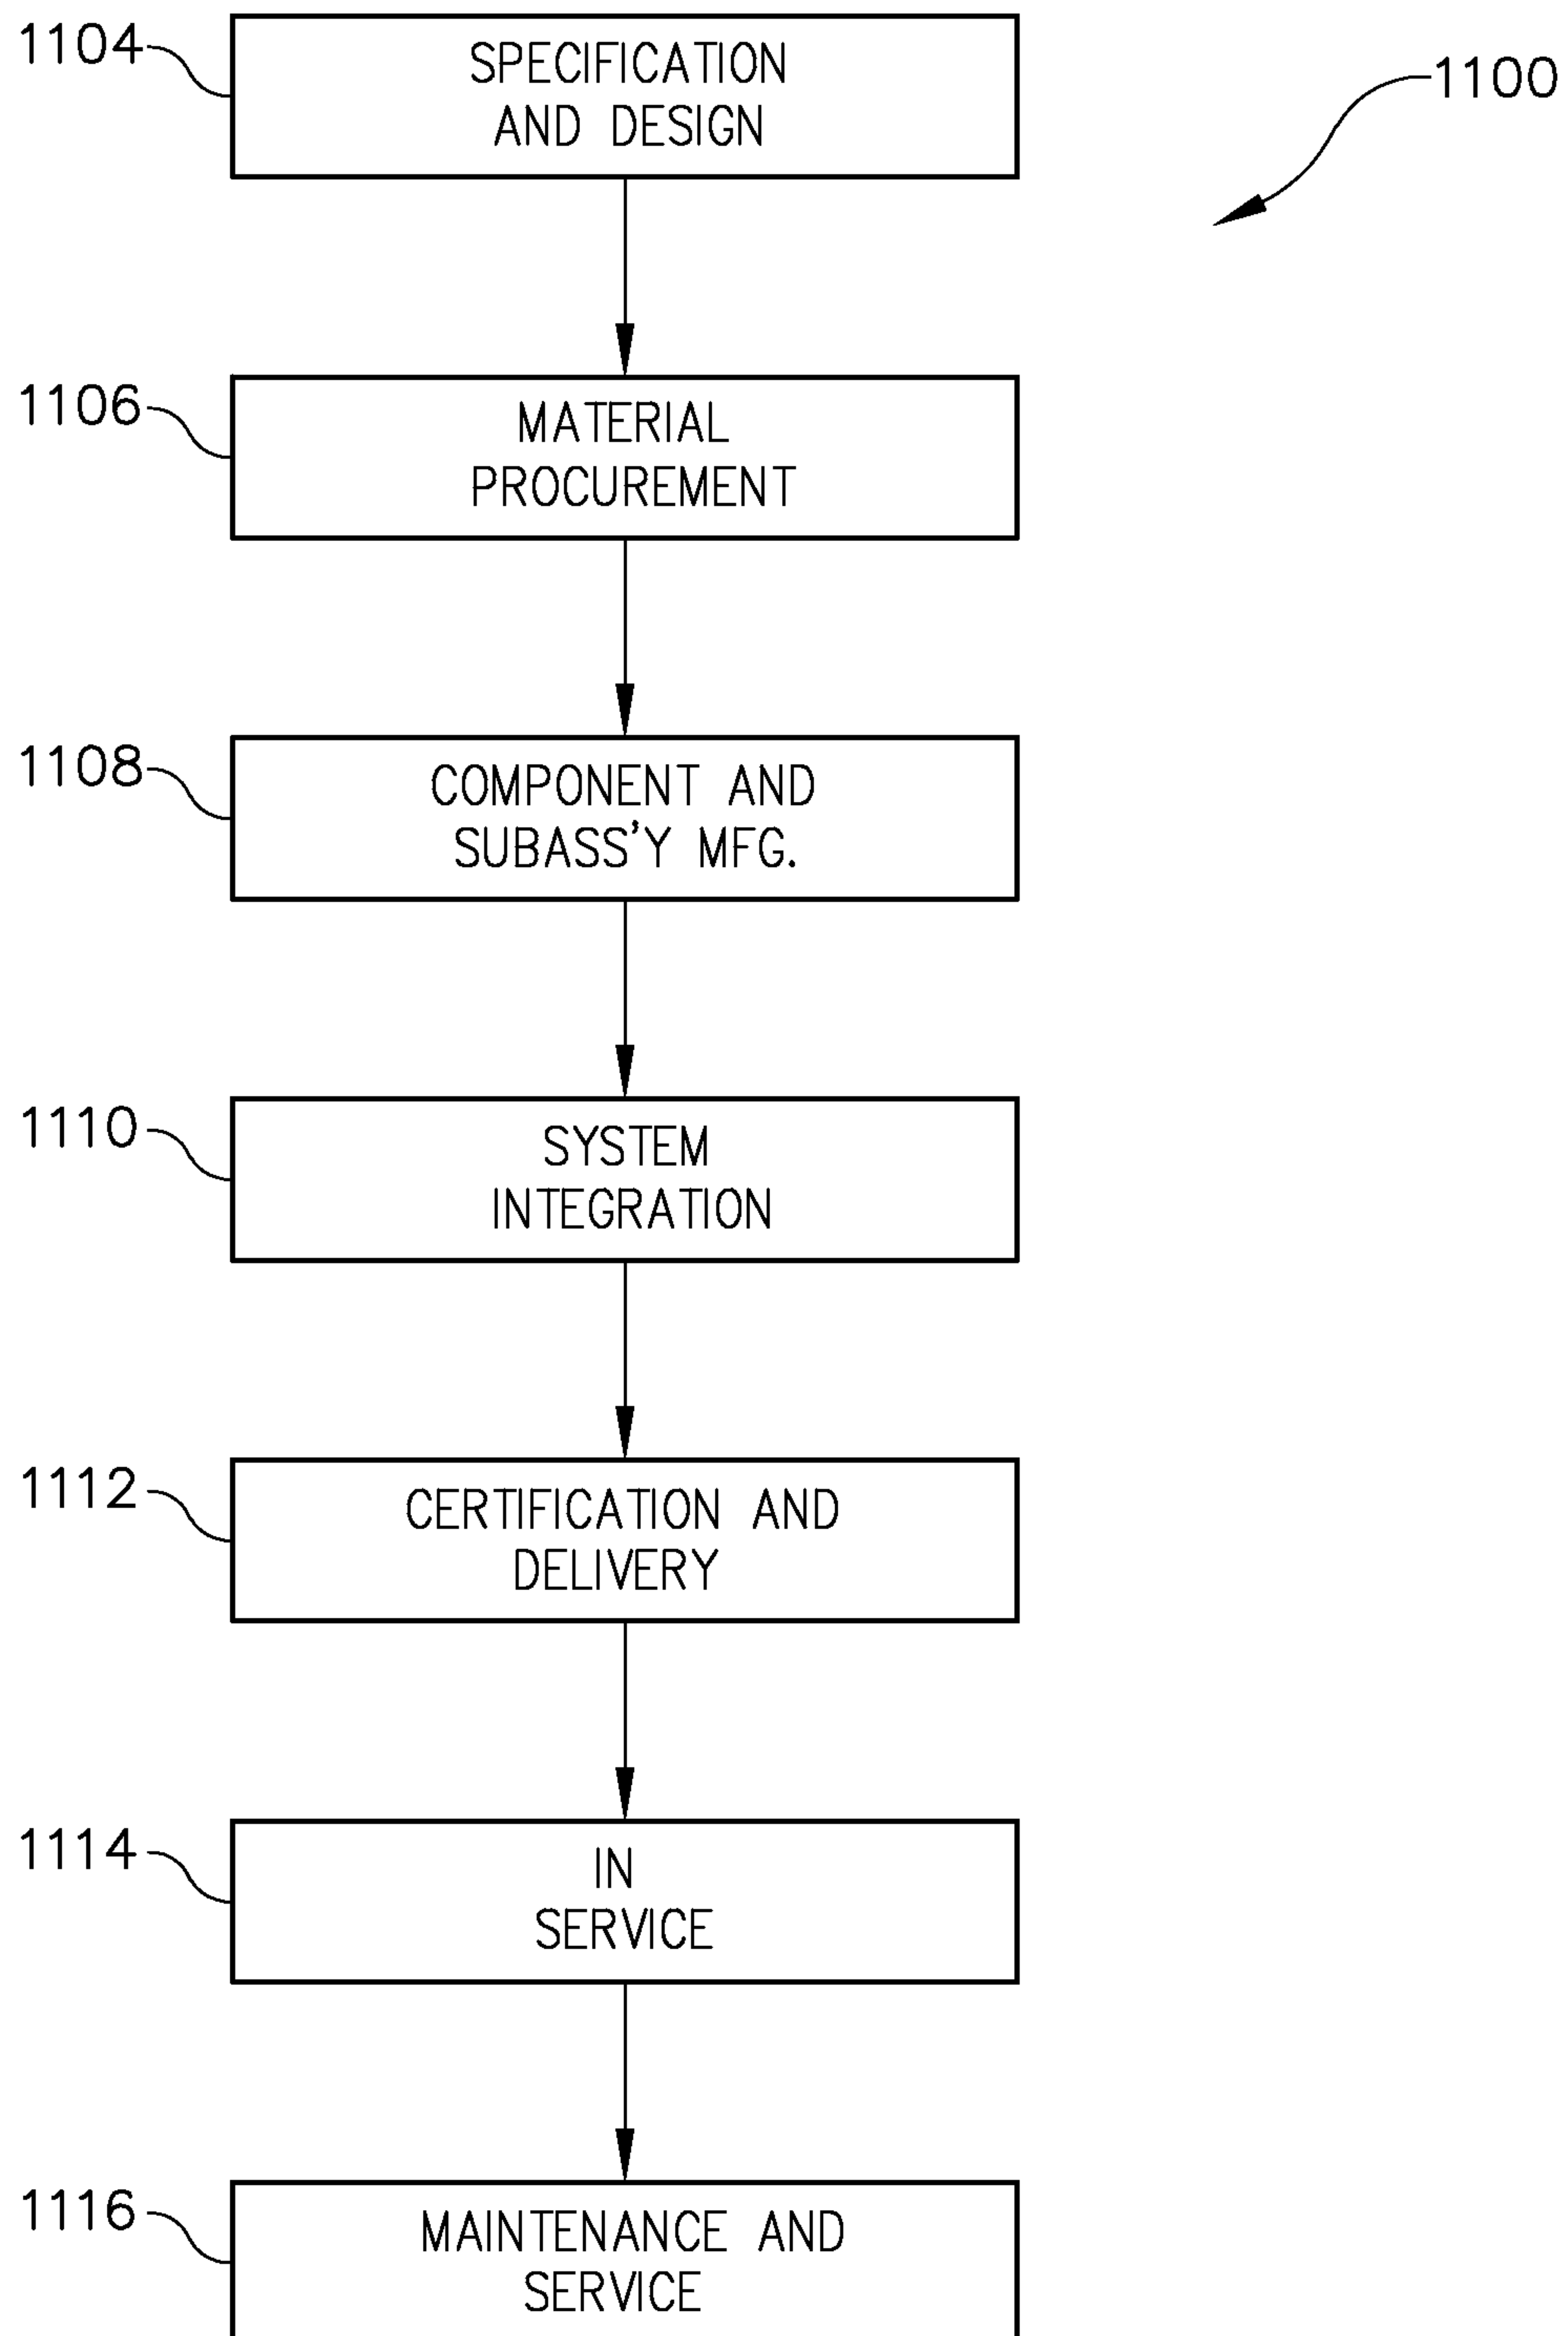 1104
SPECIFICATION
AND DESIGN
1100
1106
MATERIAL
PROCUREMENT
1108
COMPONENT AND
SUBASS'Y MFG.
1110
SYSTEM
INTEGRATION
1112
CERTIFICATION AND
DELIVERY
1114
IN
SERVICE
1116
MAINTENANCE AND
SERVICE